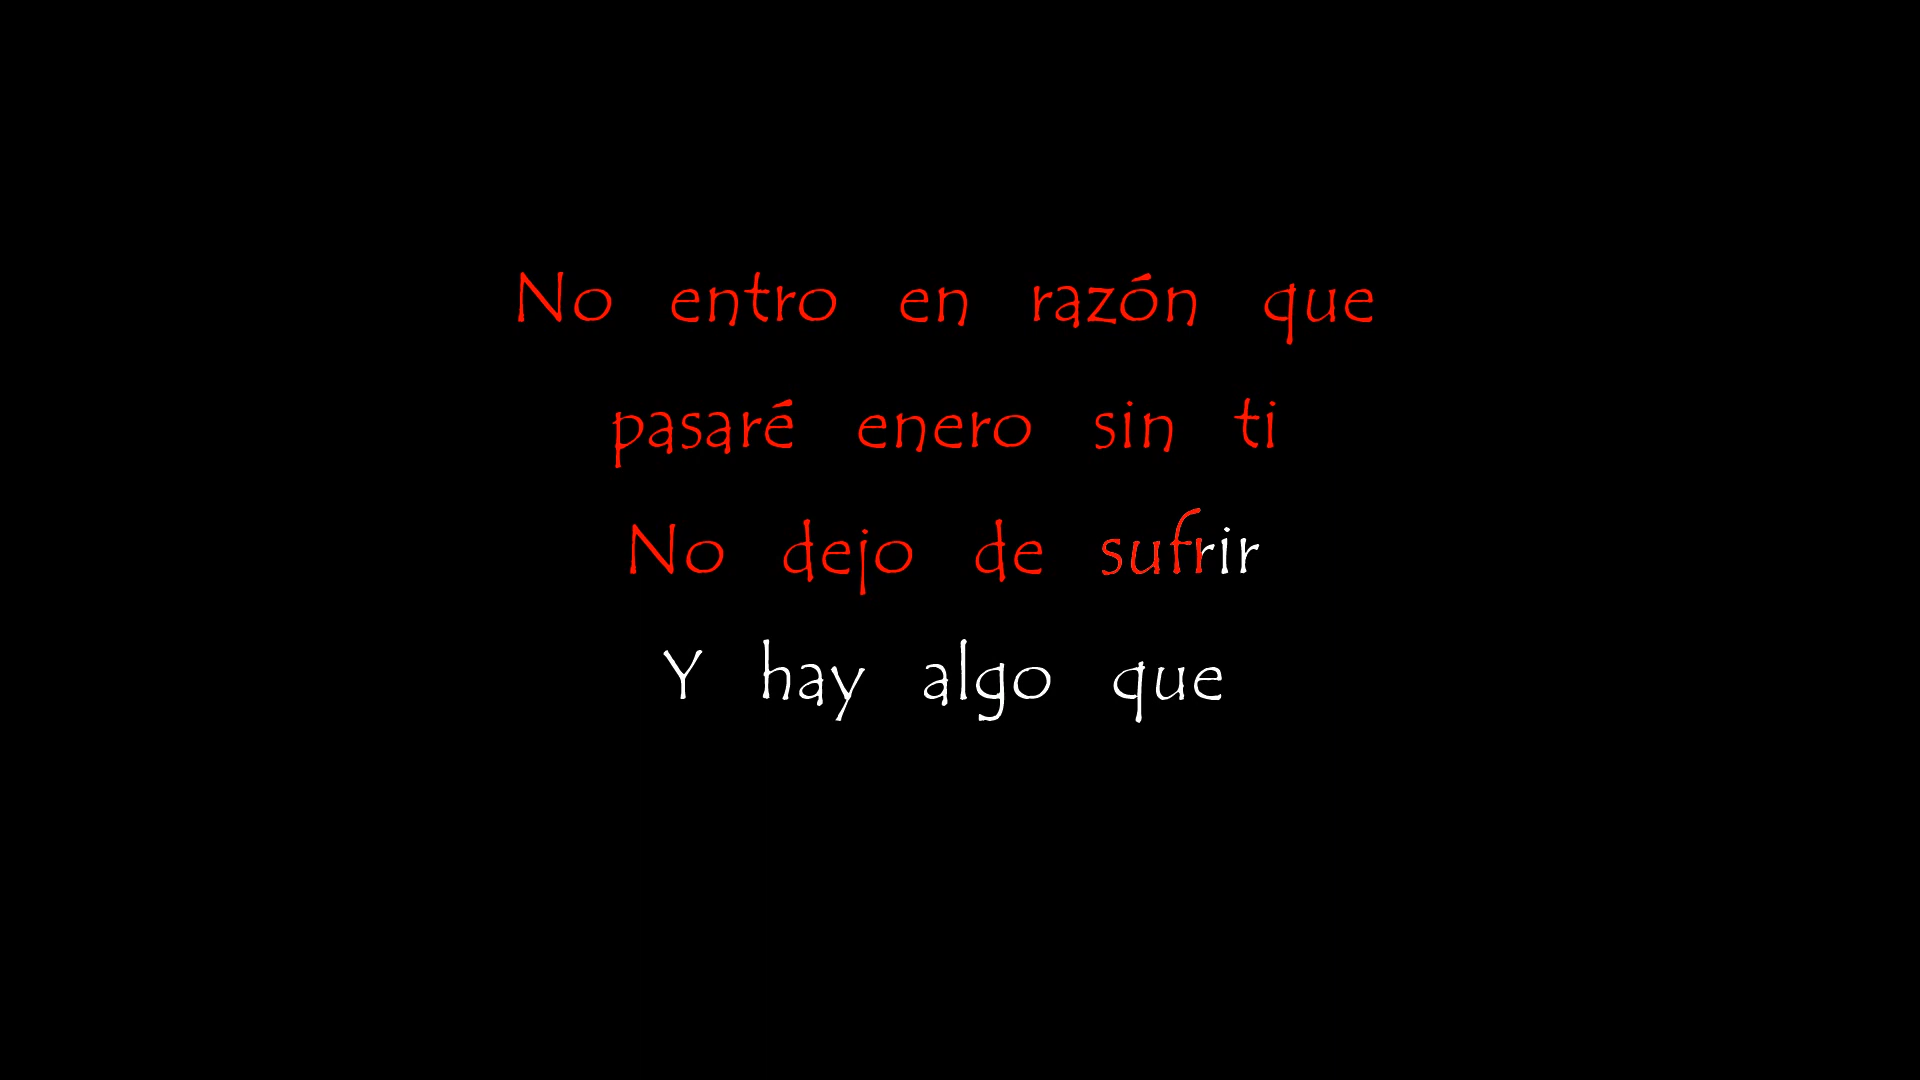 No entro en razón que
pasaré enero sin ti
No dejo de sufrir
Y hay algo que